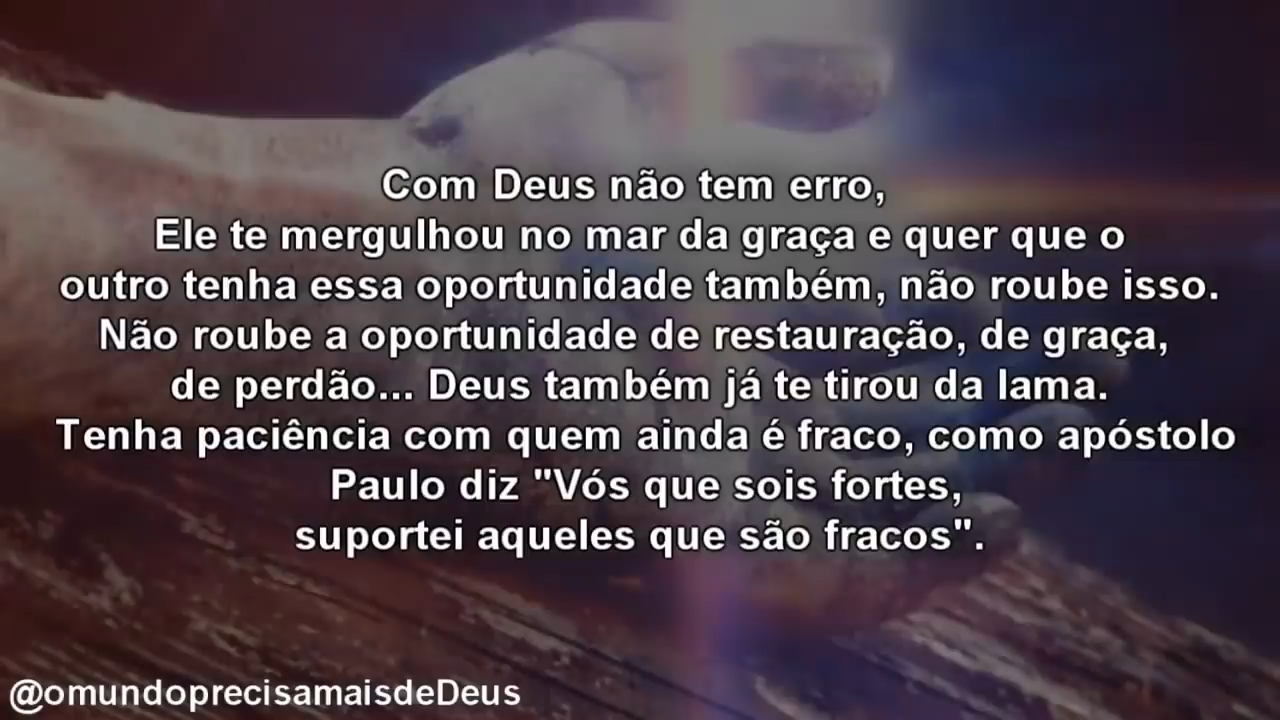 Com Deus não tem erro,
Ele te mergulhou no mar da graça e quer que o
outro tenha essa oportunidade também, não roube isso.
Não roube a oportunidade de restauração, de graça,
de perdão... Deus também já te tirou da lama.
Tenha paciência com quem ainda é fraco, como apóstolo
Paulo diz "Vós que sois fortes,
suportei aqueles que são fracos".
@omundoprecisamaisdeDeus